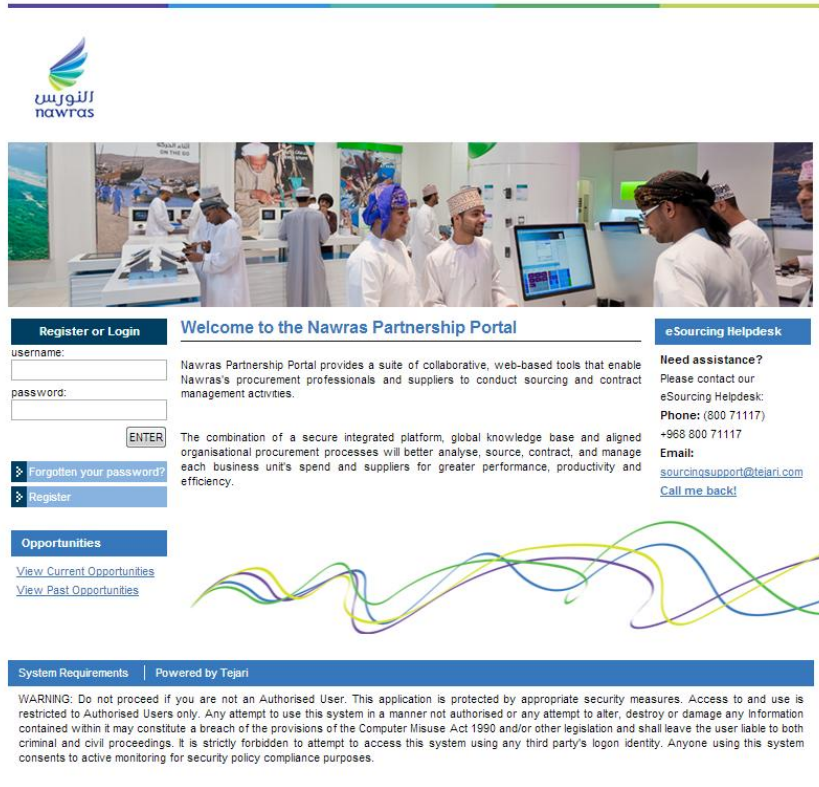 النورس
nawras
أثناء الحركة
ON THE GO
Register or Login
username:
password:
ENTER
Forgotten your password?
Register
Opportunities
View Current Opportunities
View Past Opportunities
Welcome to the Nawras Partnership Portal
Nawras Partnership Portal provides a suite of collaborative, web-based tools that enable
Nawras's procurement professionals and suppliers to conduct sourcing and contract
management activities.
The combination of a secure integrated platform, global knowledge base and aligned
organisational procurement processes will better analyse, source, contract, and manage
each business unit's spend and suppliers for greater performance, productivity and
efficiency.
eSourcing Helpdesk
Need assistance?
Please contact our
eSourcing Helpdesk:
Phone: (800 71117)
+968 800 71117
Email:
sourcingsupport@tejari.com
Call me back!
System Requirements | Powered by Tejari
WARNING: Do not proceed if you are not an Authorised User. This application is protected by appropriate security measures. Access to and use is
restricted to Authorised Users only. Any attempt to use this system in a manner not authorised or any attempt to alter, destroy or damage any Information
contained within it may constitute a breach of the provisions of the Computer Misuse Act 1990 and/or other legislation and shall leave the user liable to both
criminal and civil proceedings. It is strictly forbidden to attempt to access this system using any third party's logon identity. Anyone using this system
consents to active monitoring for security policy compliance purposes.